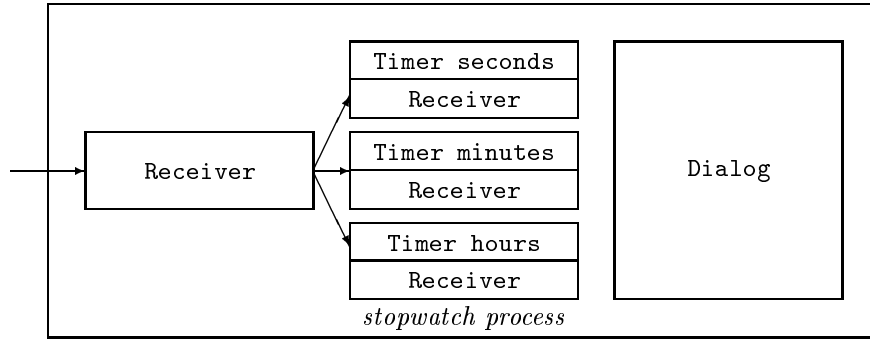 Timer seconds
Receiver
Receiver
Timer minutes
Receiver
Timer hours
Receiver
Dialog
stopwatch process